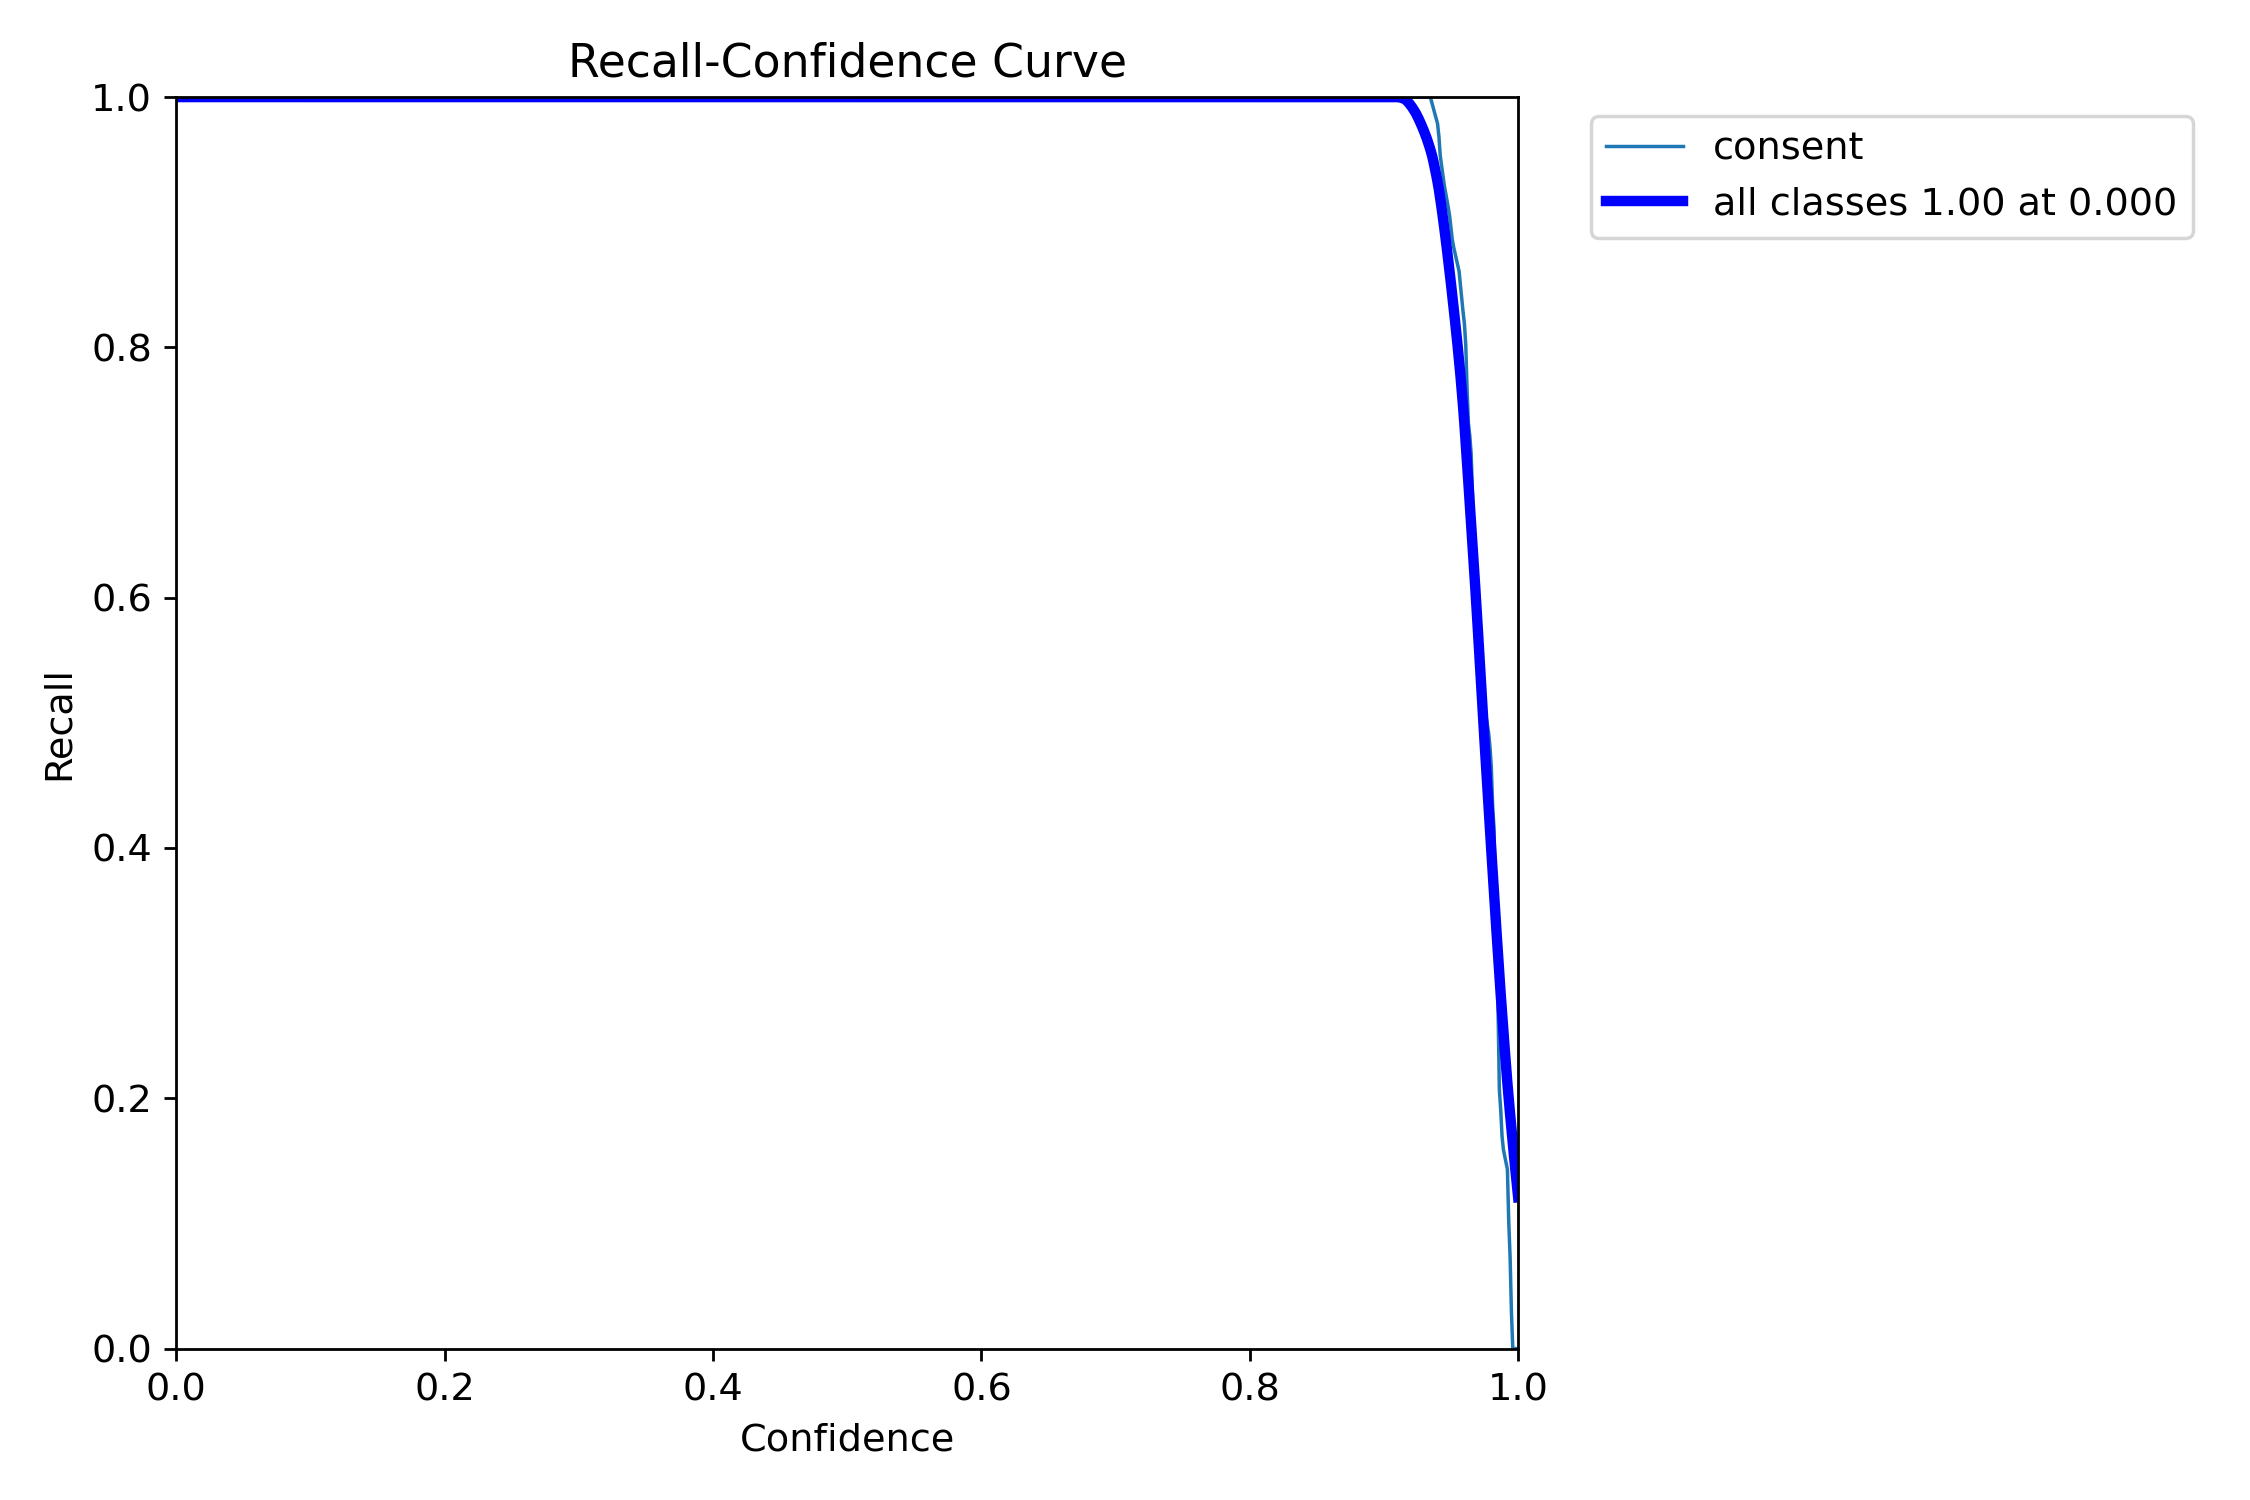 Recall-Confidence Curve
1.0
0.8
0.6
0.4
0.2
0.0
Recall
0.0 0.2 0.4 0.6 0.8 1.0
Confidence
consent
all classes 1.00 at 0.000